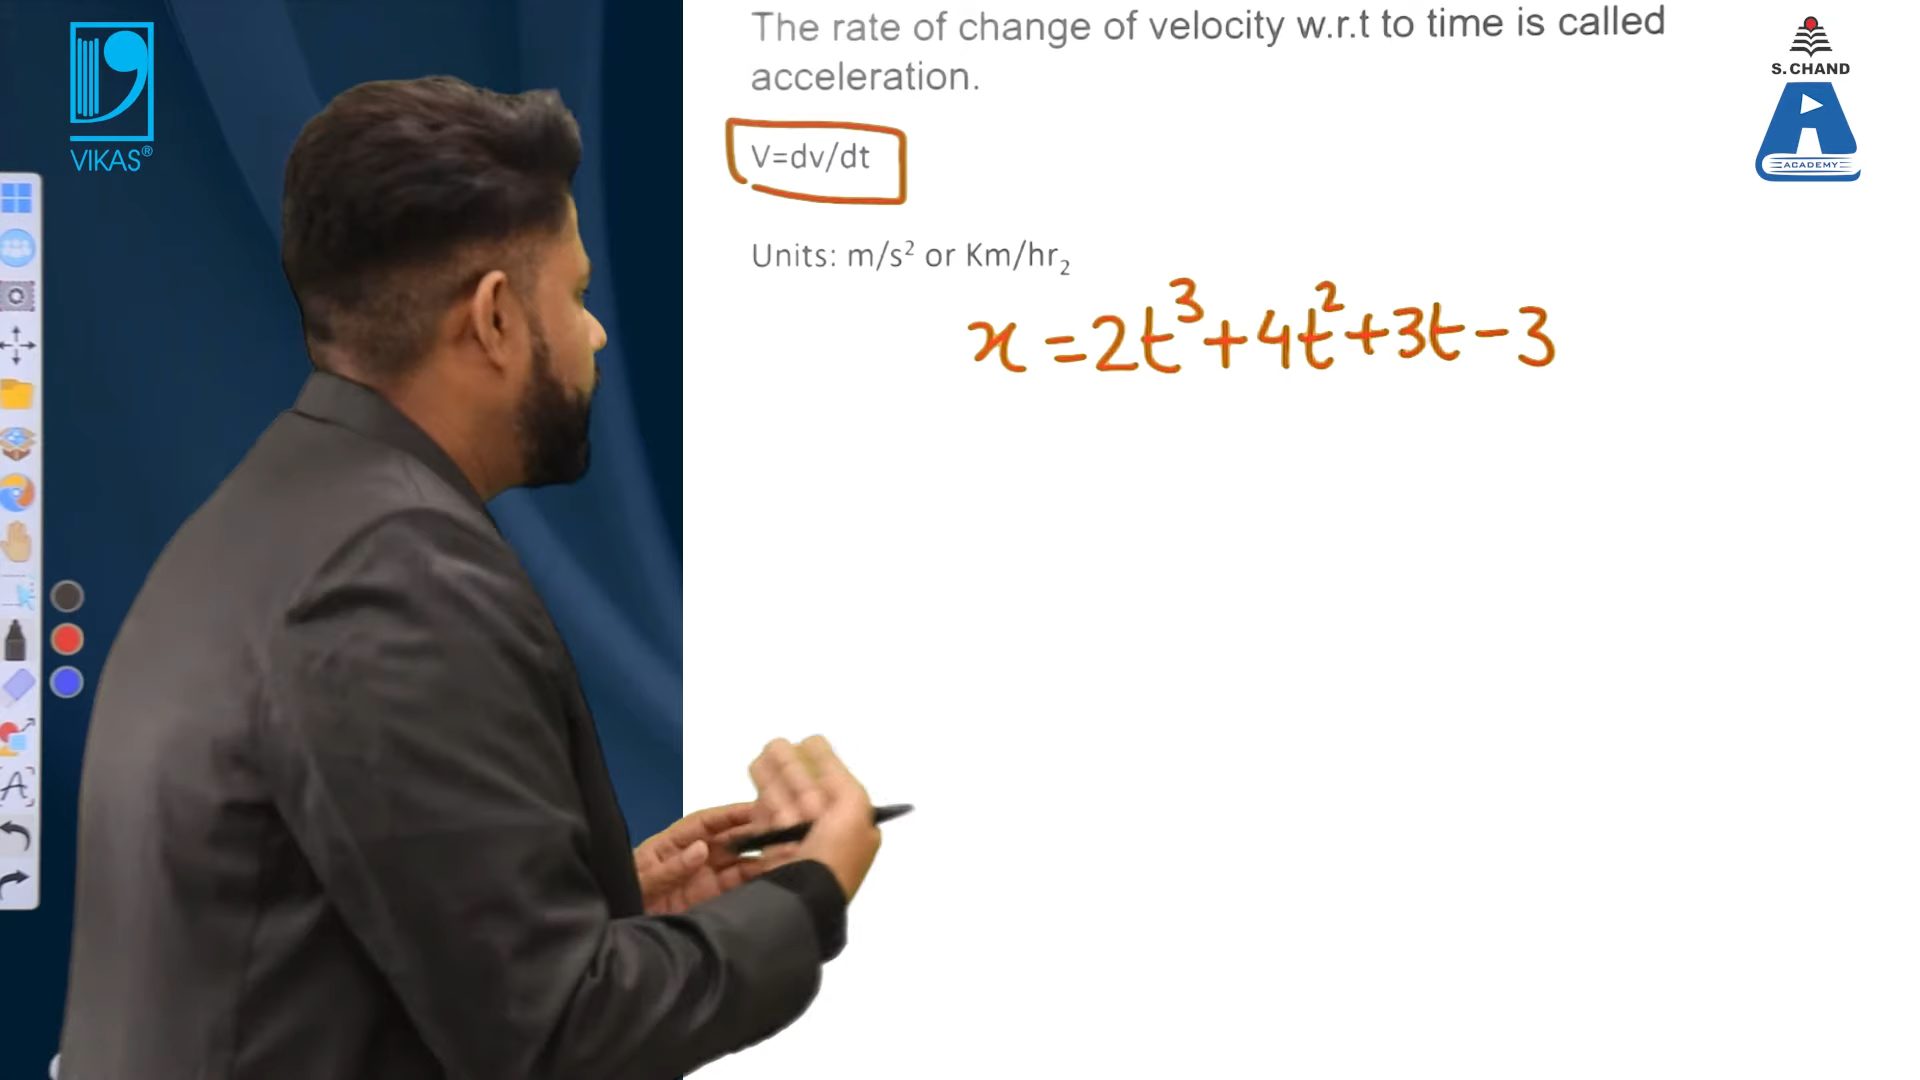 The rate of change of velocity w.r.t to time is called
acceleration.
V=dv/dt
Units: m/s² or Km/hr₂
x = 2t³ + 4t² + 3t - 3
VIKAS®
S. CHAND
A
ACADEMY
A